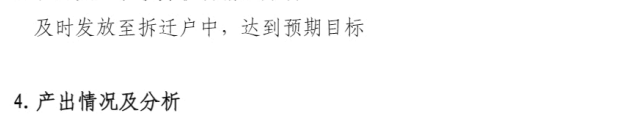 及时发放至拆迁户中，达到预期目标
4. 产出情况及分析